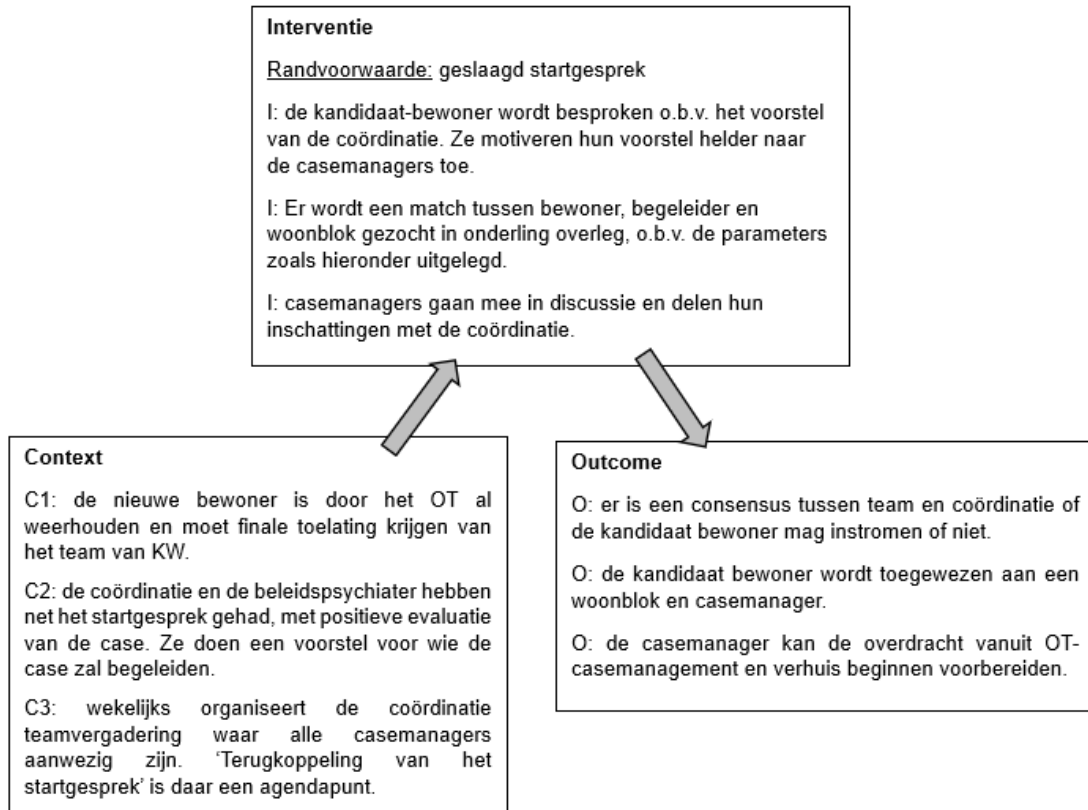 Interventie
Randvoorwaarde: geslaagd startgesprek
I: de kandidaat-bewoner wordt besproken o.b.v. het voorstel
van de coördinatie. Ze motiveren hun voorstel helder naar
de casemanagers toe.
I: Er wordt een match tussen bewoner, begeleider en
woonblok gezocht in onderling overleg, o.b.v. de parameters
zoals hieronder uitgelegd.
I: casemanagers gaan mee in discussie en delen hun
inschattingen met de coördinatie.
Context
C1: de nieuwe bewoner is door het OT al
weerhouden en moet finale toelating krijgen van
het team van KW.
C2: de coördinatie en de beleidspsychiater hebben
net het startgesprek gehad, met positieve evaluatie
van de case. Ze doen een voorstel voor wie de
case zal begeleiden.
C3: wekelijks organiseert de coördinatie
teamvergadering waar alle casemanagers
aanwezig zijn. ‘Terugkoppeling van het
startgesprek’ is daar een agendapunt.
Outcome
O: er is een consensus tussen team en coördinatie of
de kandidaat bewoner mag instromen of niet.
O: de kandidaat bewoner wordt toegewezen aan een
woonblok en casemanager.
O: de casemanager kan de overdracht vanuit OT-
casemanagement en verhuis beginnen voorbereiden.